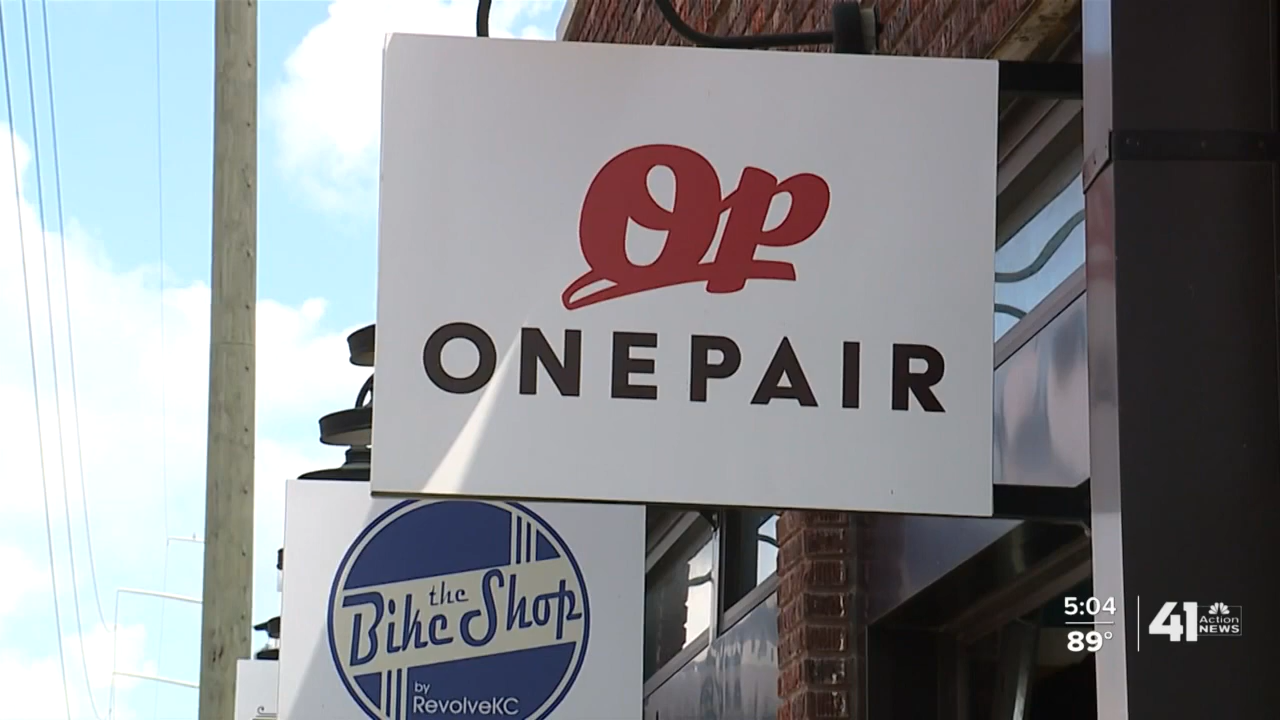 Op
ONEPAIR
the
Bike Shop
by
RevolveKC
5:04
89°
41
Action
NEWS